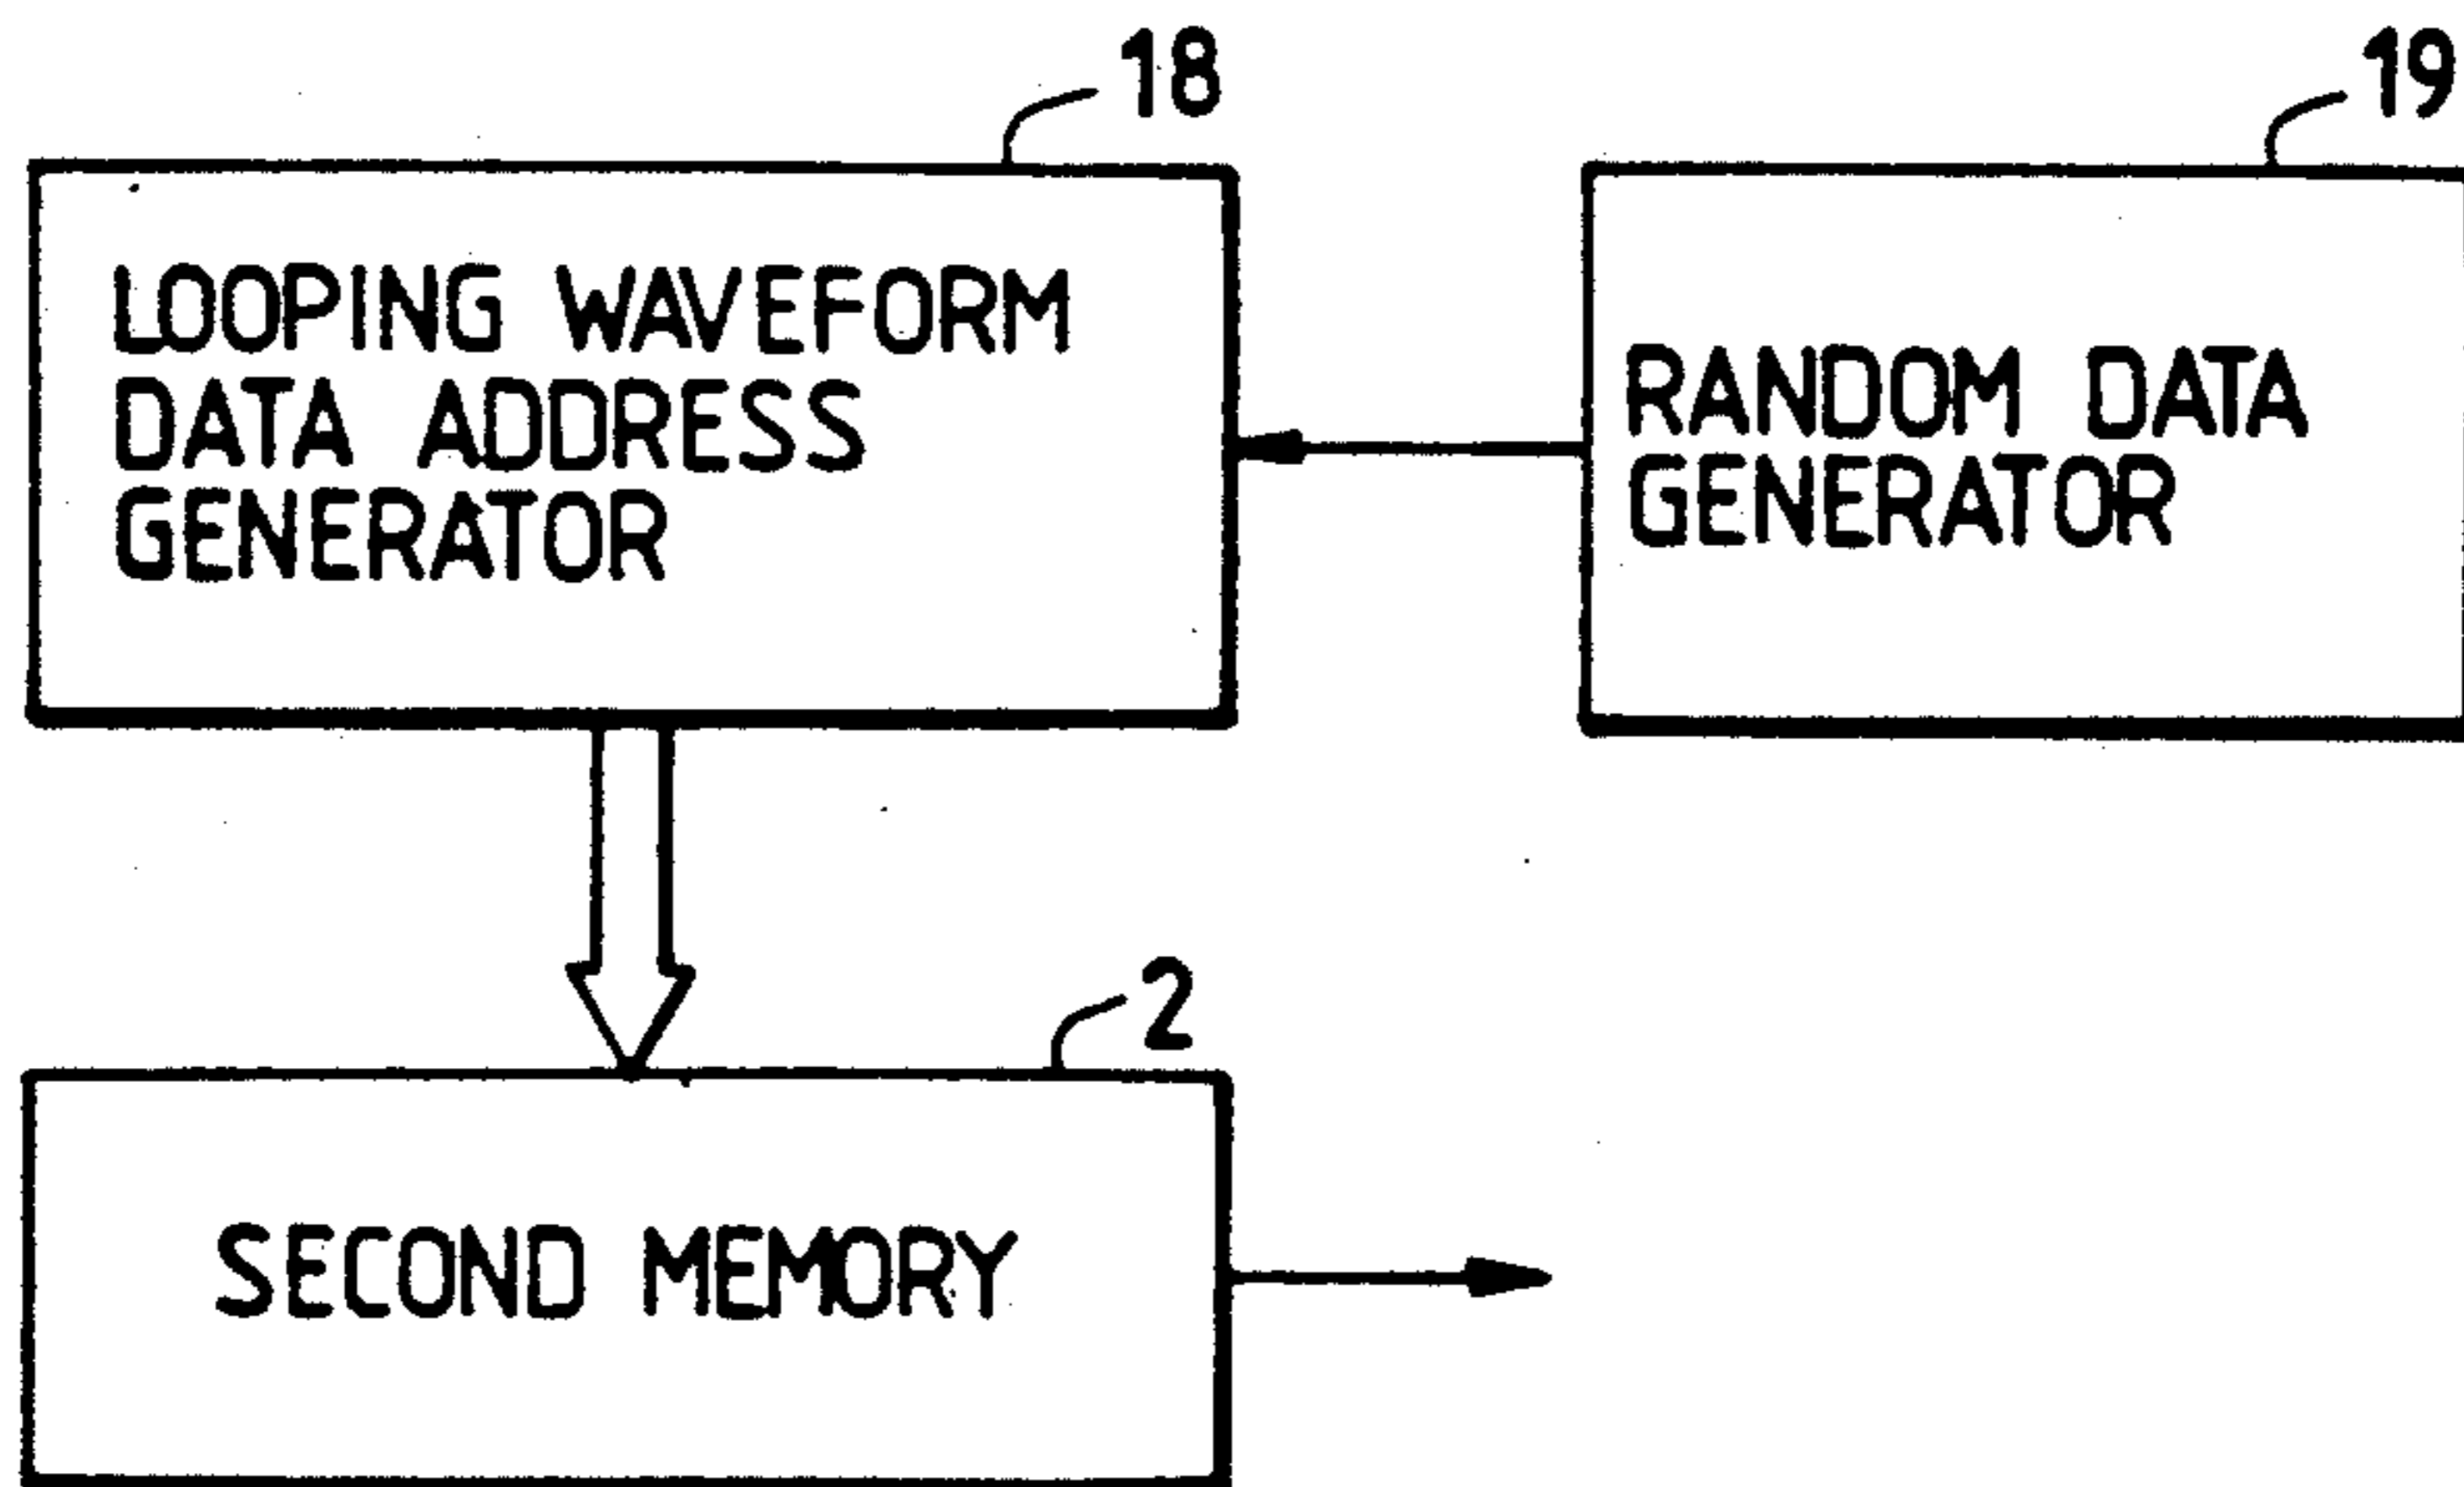 18
19
LOOPING WAVEFORM
DATA ADDRESS
GENERATOR
RANDOM DATA
GENERATOR
2
SECOND MEMORY